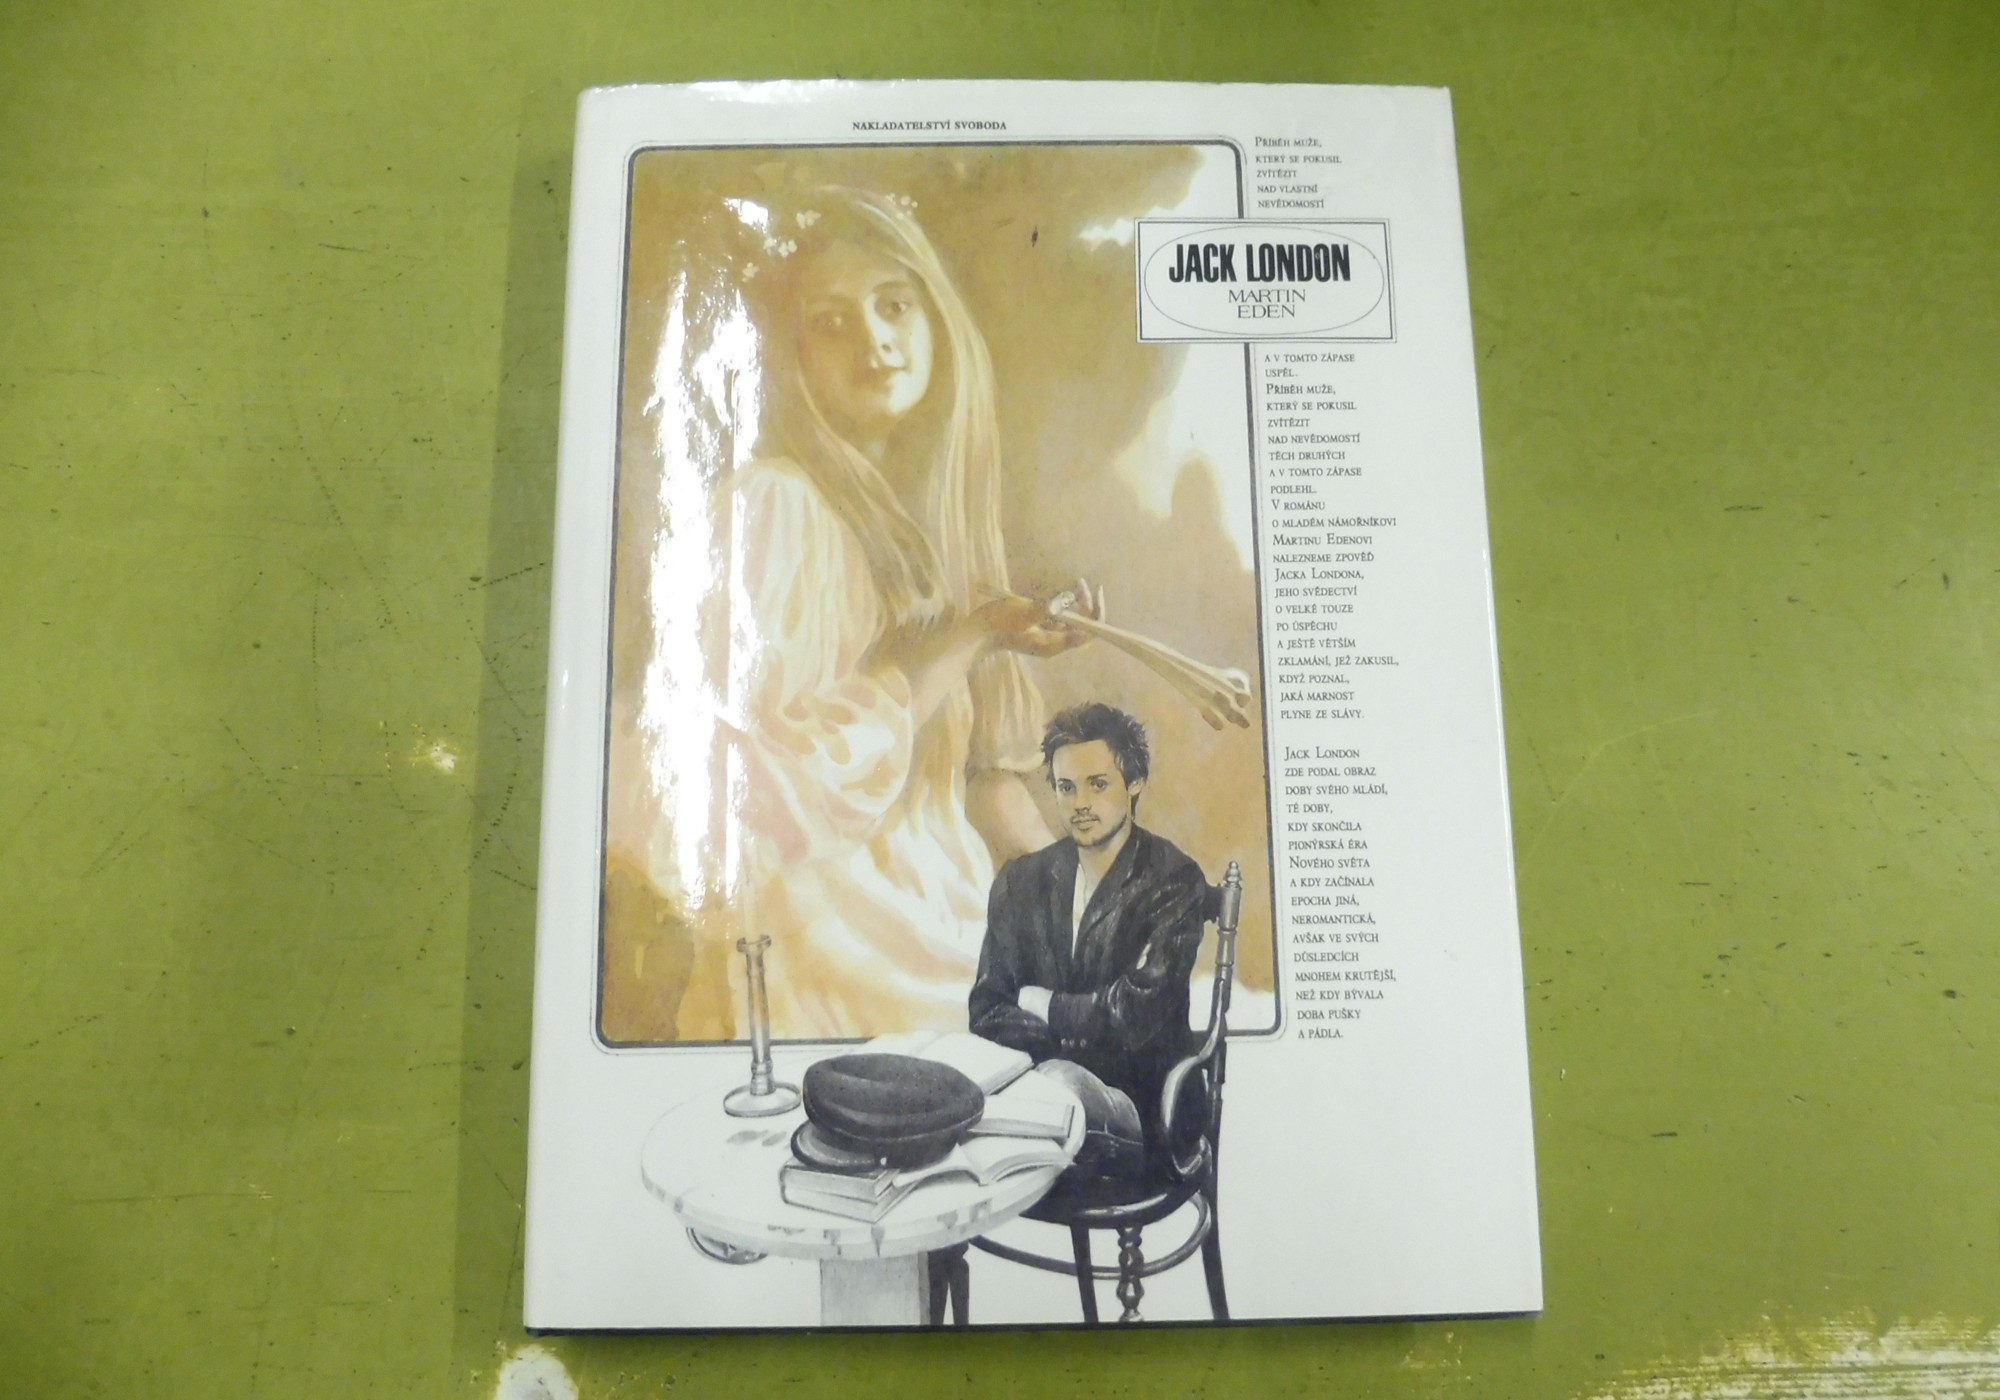 NAKLADATELSTVÍ SVOBODA
PŘÍBĚH MUŽE,
KTERÝ SE POKUSIL
ZVÍTĚZIT
NAD VLASTNÍ
NEVĚDOMOSTÍ
JACK LONDON
MARTIN
EDEN
A V TOMTO ZÁPASE
USPĚL.
PŘÍBĚH MUŽE,
KTERÝ SE POKUSIL
ZVÍTĚZIT
NAD NEVĚDOMOSTÍ
TĚCH DRUHÝCH
A V TOMTO ZÁPASE
PODLEHL.
V ROMÁNU
O MLADÉM NÁMOŘNÍKOVI
MARTINU EDENOVI
NALEZNEME ZPOVĚĎ
JACKA LONDONA,
JEHO SVĚDECTVÍ
O VELKÉ TOUZE
PO ÚSPĚCHU
A JEŠTĚ VĚTŠÍM
ZKLAMÁNÍ, JEŽ ZAKUSIL,
KDYŽ POZNAL,
JAKÁ MARNOST
PLYNE ZE SLÁVY.
JACK LONDON
ZDE PODAL OBRAZ
DOBY SVÉHO MLÁDÍ,
TÉ DOBY,
KDY SKONČILA
PIONÝRSKÁ ÉRA
NOVÉHO SVĚTA
A KDY ZAČÍNALA
EPOCHA JINÁ,
NEROMANTICKÁ,
AVŠAK VE SVÝCH
DŮSLEDCÍCH
MNOHEM KRUTĚJŠÍ,
NEŽ KDY BÝVALA
DOBA PUŠKY
A PÁDLA.